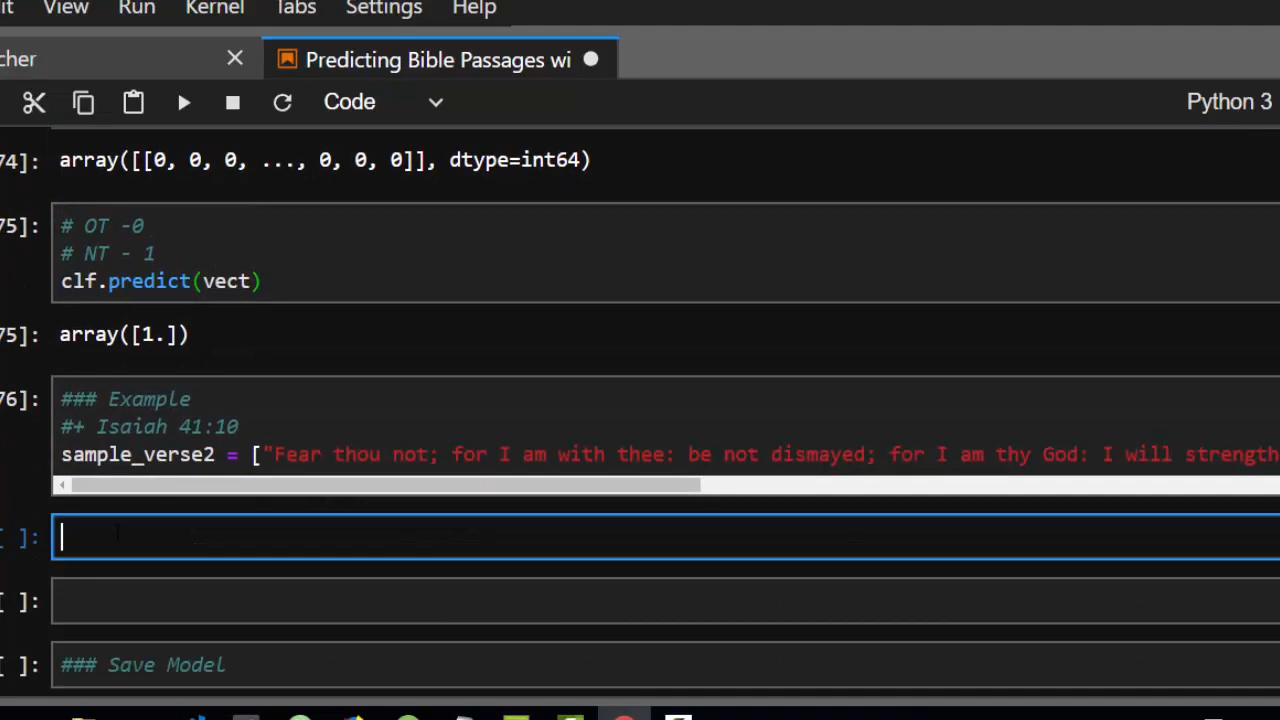 it View Run Kernel Tabs Settings Help
cher Predicting Bible Passages wi
Code Python 3
74]: array([[0, 0, 0, ..., 0, 0, 0]], dtype=int64)
75]: # OT -0
# NT - 1
clf.predict(vect)
75]: array([1.])
76]: ### Example
#+ Isaiah 41:10
sample_verse2 = ["Fear thou not; for I am with thee: be not dismayed; for I am thy God: I will strength
[ ]:
[ ]:
[ ]: ### Save Model